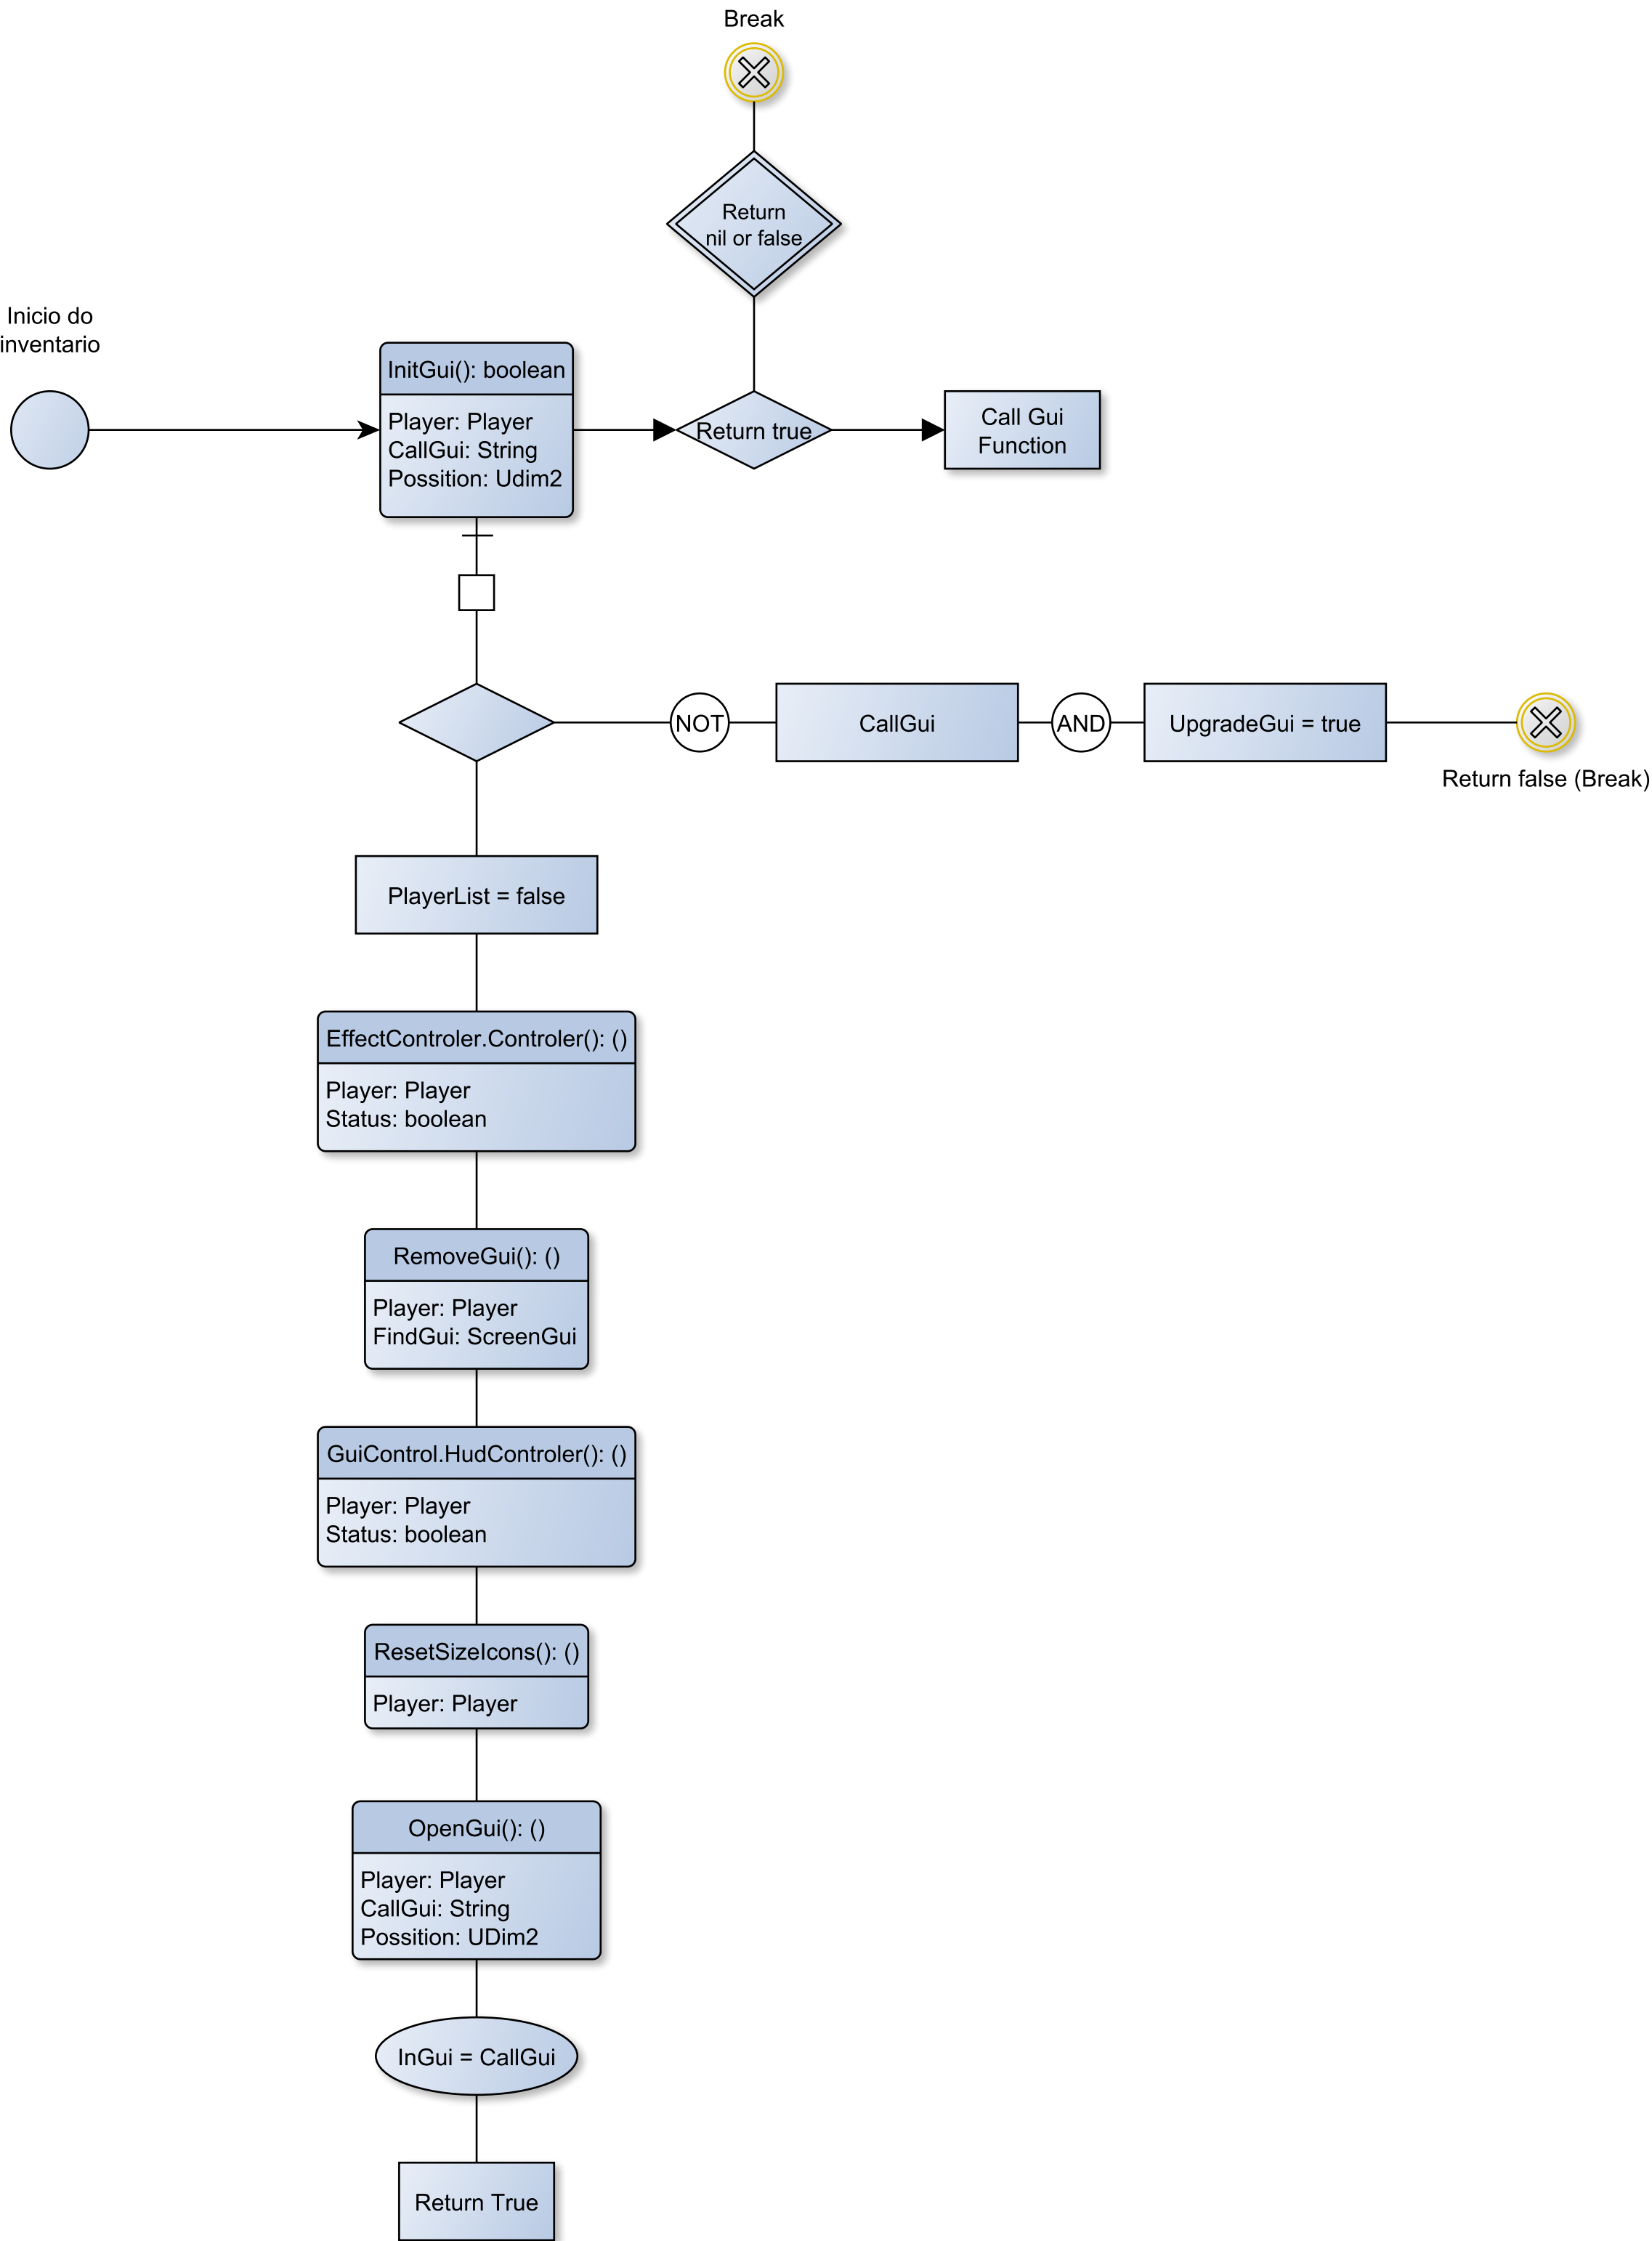 Break
Return
nil or false
Inicio do
inventario
InitGui(): boolean
Player: Player
CallGui: String
Possition: Udim2
Return true
Call Gui
Function
NOT
CallGui
AND
UpgradeGui = true
Return false (Break)
PlayerList = false
EffectControler.Controler(): ()
Player: Player
Status: boolean
RemoveGui(): ()
Player: Player
FindGui: ScreenGui
GuiControl.HudControler(): ()
Player: Player
Status: boolean
ResetSizeIcons(): ()
Player: Player
OpenGui(): ()
Player: Player
CallGui: String
Possition: UDim2
InGui = CallGui
Return True